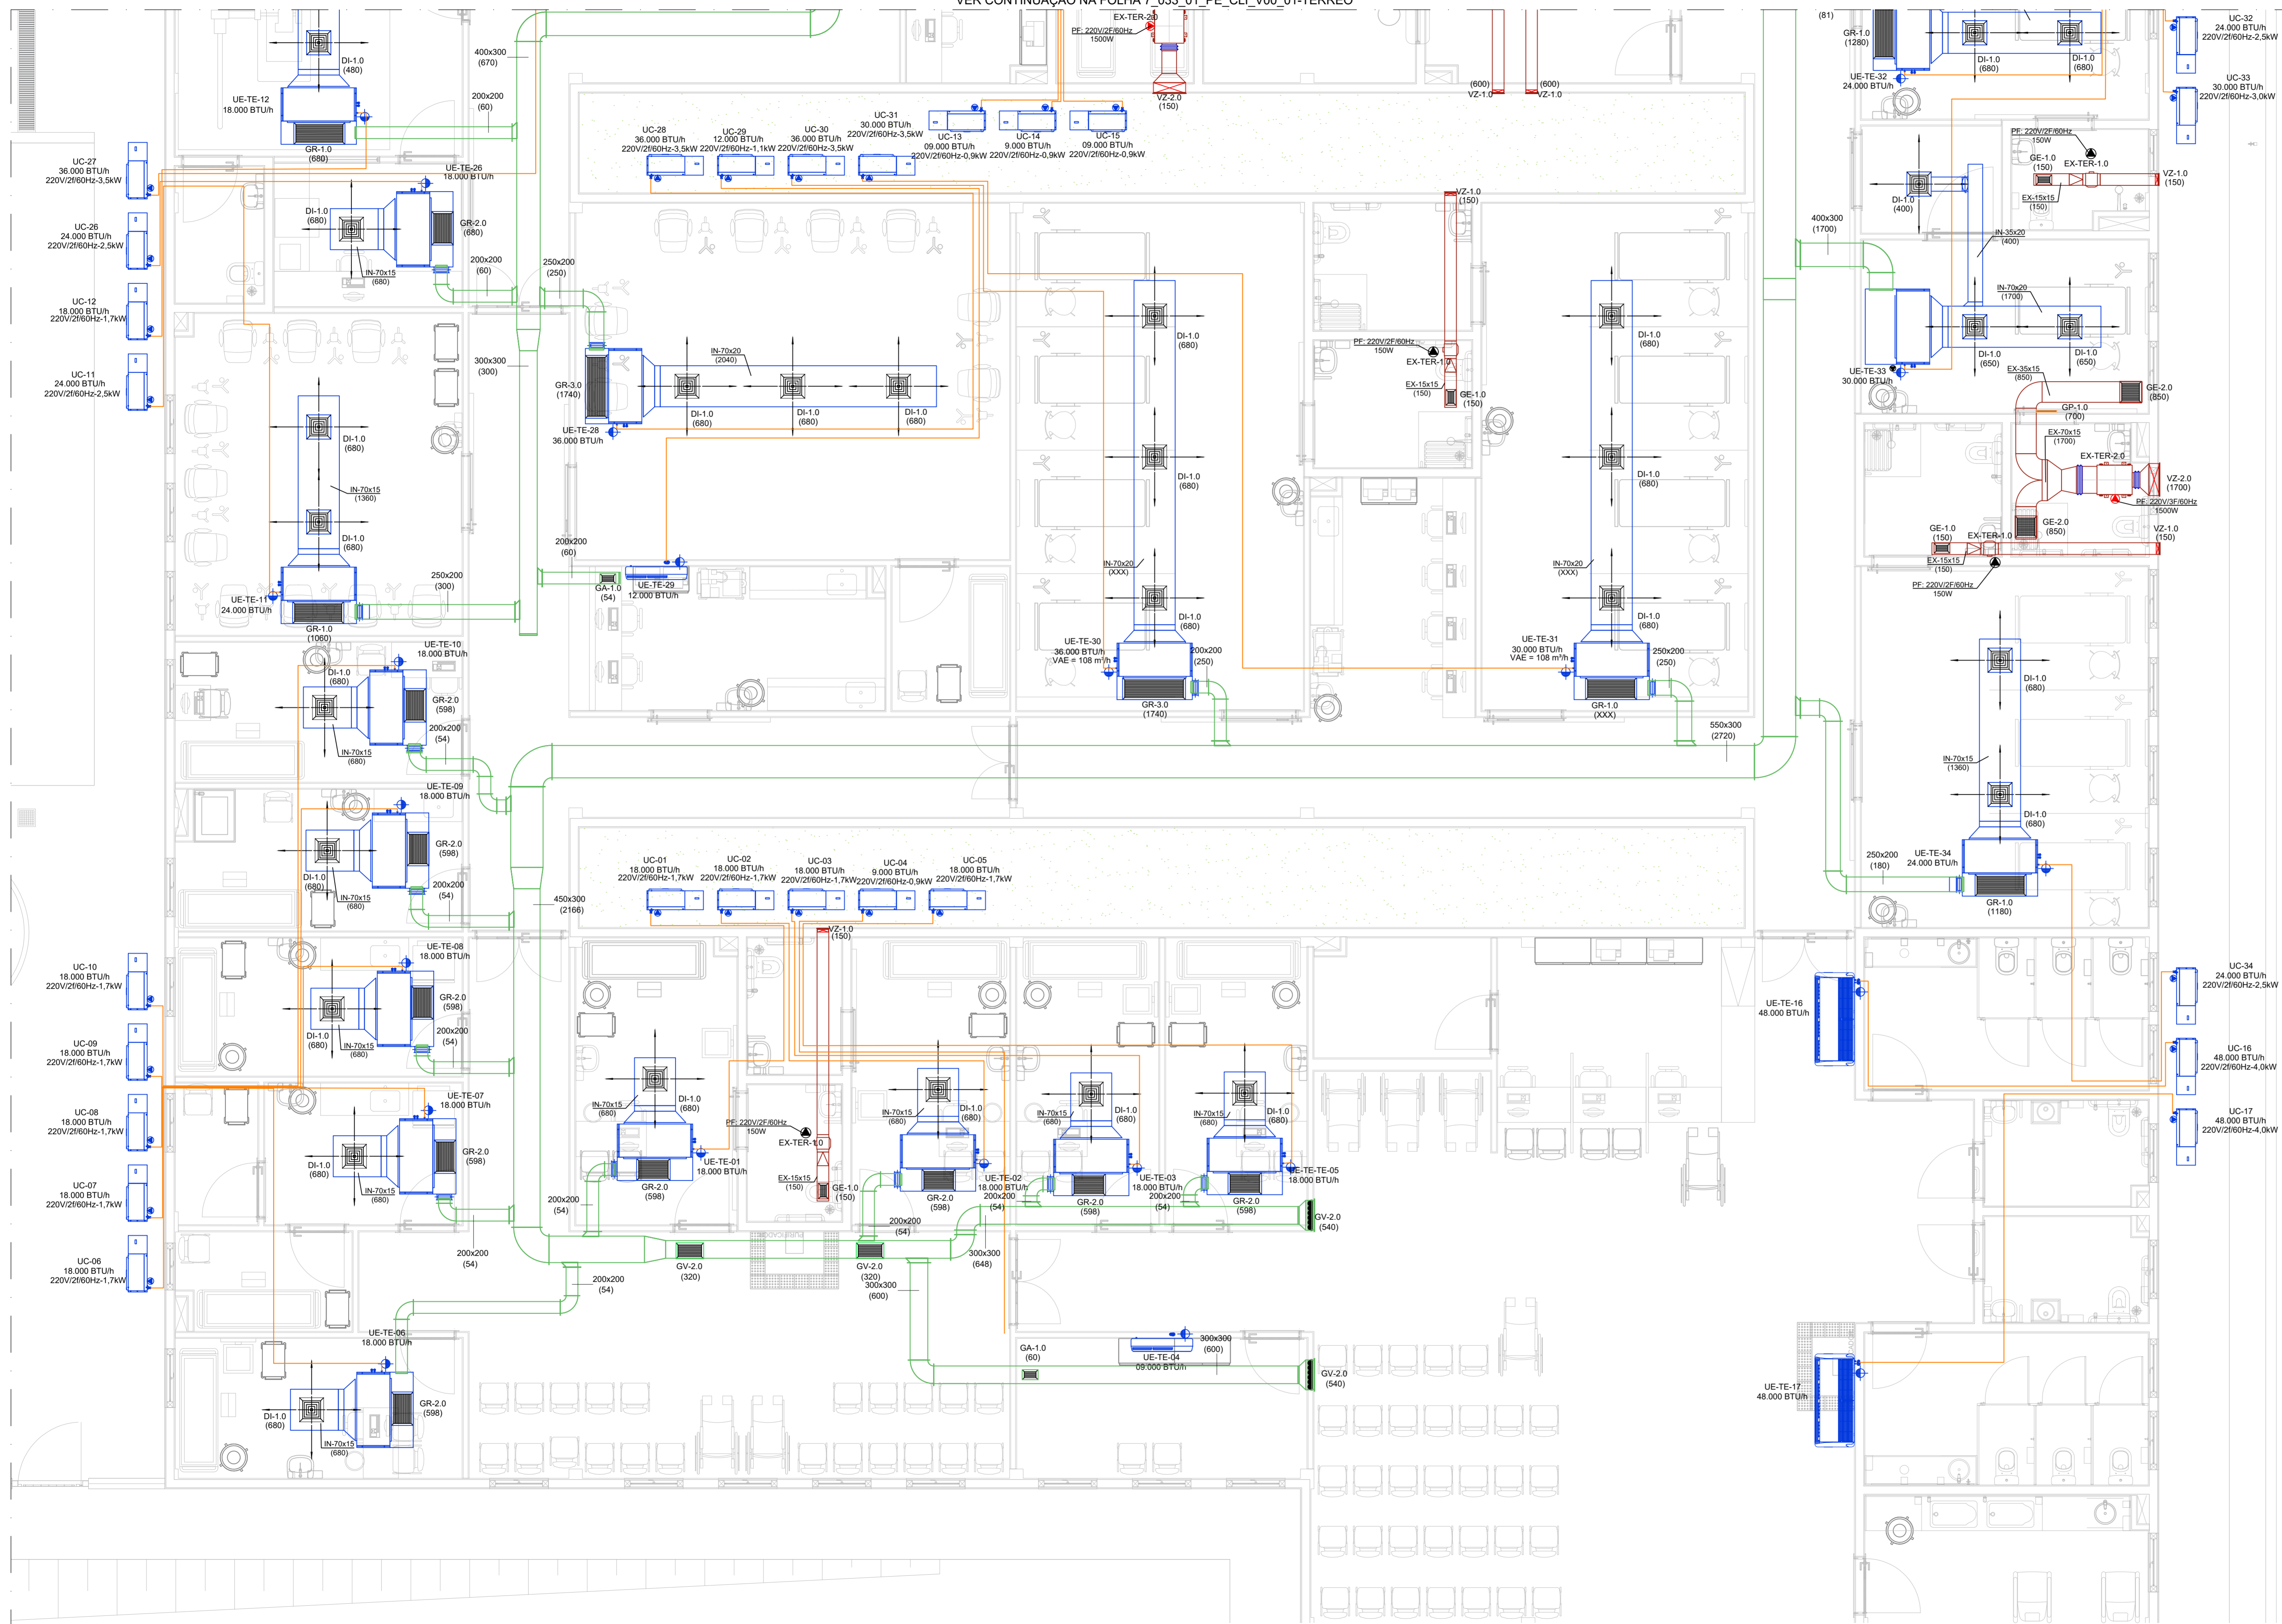 VER CONTINUAÇÃO NA FOLHA 7_033_01_PE_CLI_V00_01-TÉRREO
DI-1.0
(480)
UE-TE-12
18.000 BTU/h
GR-1.0
(680)
400x300
(670)
200x200
(60)
UE-TE-26
18.000 BTU/h
DI-1.0
(680)
GR-2.0
(680)
IN-70x15
(680)
200x200
(60)
250x200
(250)
300x300
(300)
UC-27
36.000 BTU/h
220V/2f/60Hz-3,5kW
UC-26
24.000 BTU/h
220V/2f/60Hz-2,5kW
UC-12
18.000 BTU/h
220V/2f/60Hz-1,7kW
UC-11
24.000 BTU/h
220V/2f/60Hz-2,5kW
EX-TER-2.0
PF: 220V/2F/60Hz
1500W
VZ-2.0
(150)
UC-28
36.000 BTU/h
220V/2f/60Hz-3,5kW
UC-29
12.000 BTU/h
220V/2f/60Hz-1,1kW
UC-30
36.000 BTU/h
220V/2f/60Hz-3,5kW
UC-31
30.000 BTU/h
220V/2f/60Hz-3,5kW
UC-13
09.000 BTU/h
220V/2f/60Hz-0,9kW
UC-14
9.000 BTU/h
220V/2f/60Hz-0,9kW
UC-15
09.000 BTU/h
220V/2f/60Hz-0,9kW
(600)
VZ-1.0
(600)
VZ-1.0
VZ-1.0
(150)
PF: 220V/2F/60Hz
150W
EX-TER-1.0
EX-15x15
(150)
GE-1.0
(150)
(81)
GR-1.0
(1280)
UE-TE-32
24.000 BTU/h
DI-1.0
(680)
DI-1.0
(680)
UC-32
24.000 BTU/h
220V/2f/60Hz-2,5kW
UC-33
30.000 BTU/h
220V/2f/60Hz-3,0kW
PF: 220V/2F/60Hz
150W
GE-1.0
(150)
EX-TER-1.0
VZ-1.0
(150)
EX-15x15
(150)
DI-1.0
(400)
IN-35x20
(400)
400x300
(1700)
IN-70x20
(1700)
DI-1.0
(650)
DI-1.0
(650)
UE-TE-33
30.000 BTU/h
EX-35x15
(850)
GE-2.0
(850)
GP-1.0
(700)
EX-70x15
(1700)
EX-TER-2.0
VZ-2.0
(1700)
PF: 220V/3F/60Hz
1500W
GE-2.0
(850)
GE-1.0
(150)
EX-TER-1.0
VZ-1.0
(150)
EX-15x15
(150)
PF: 220V/2F/60Hz
150W
GR-3.0
(1740)
IN-70x20
(2040)
DI-1.0
(680)
DI-1.0
(680)
DI-1.0
(680)
UE-TE-28
36.000 BTU/h
DI-1.0
(680)
IN-70x15
(1360)
DI-1.0
(680)
UE-TE-11
24.000 BTU/h
GR-1.0
(1060)
250x200
(300)
200x200
(60)
GA-1.0
(54)
UE-TE-29
12.000 BTU/h
DI-1.0
(680)
DI-1.0
(680)
IN-70x20
(XXX)
DI-1.0
(680)
UE-TE-30
36.000 BTU/h
VAE = 108 m³/h
GR-3.0
(1740)
200x200
(250)
DI-1.0
(680)
DI-1.0
(680)
IN-70x20
(XXX)
DI-1.0
(680)
UE-TE-31
30.000 BTU/h
VAE = 108 m³/h
GR-1.0
(XXX)
250x200
(250)
550x300
(2720)
DI-1.0
(680)
IN-70x15
(1360)
DI-1.0
(680)
250x200
(180)
UE-TE-34
24.000 BTU/h
GR-1.0
(1180)
UE-TE-10
18.000 BTU/h
DI-1.0
(680)
GR-2.0
(598)
200x200
(54)
IN-70x15
(680)
UE-TE-09
18.000 BTU/h
GR-2.0
(598)
DI-1.0
(680)
IN-70x15
(680)
200x200
(54)
450x300
(2166)
UE-TE-08
18.000 BTU/h
GR-2.0
(598)
DI-1.0
(680)
IN-70x15
(680)
200x200
(54)
UE-TE-07
18.000 BTU/h
GR-2.0
(598)
DI-1.0
(680)
IN-70x15
(680)
200x200
(54)
UC-10
18.000 BTU/h
220V/2f/60Hz-1,7kW
UC-09
18.000 BTU/h
220V/2f/60Hz-1,7kW
UC-08
18.000 BTU/h
220V/2f/60Hz-1,7kW
UC-07
18.000 BTU/h
220V/2f/60Hz-1,7kW
UC-06
18.000 BTU/h
220V/2f/60Hz-1,7kW
UC-01
18.000 BTU/h
220V/2f/60Hz-1,7kW
UC-02
18.000 BTU/h
220V/2f/60Hz-1,7kW
UC-03
18.000 BTU/h
220V/2f/60Hz-1,7kW
UC-04
9.000 BTU/h
220V/2f/60Hz-0,9kW
UC-05
18.000 BTU/h
220V/2f/60Hz-1,7kW
VZ-1.0
(150)
IN-70x15
(680)
DI-1.0
(680)
UE-TE-01
18.000 BTU/h
GR-2.0
(598)
200x200
(54)
PF: 220V/2F/60Hz
150W
EX-TER-1.0
EX-15x15
(150)
GE-1.0
(150)
IN-70x15
(680)
DI-1.0
(680)
UE-TE-02
18.000 BTU/h
GR-2.0
(598)
200x200
(54)
200x200
(54)
IN-70x15
(680)
DI-1.0
(680)
UE-TE-03
18.000 BTU/h
GR-2.0
(598)
200x200
(54)
IN-70x15
(680)
DI-1.0
(680)
UE-TE-TE-05
18.000 BTU/h
GR-2.0
(598)
GV-2.0
(540)
GV-2.0
(320)
GV-2.0
(320)
300x300
(648)
300x300
(600)
200x200
(54)
UE-TE-06
18.000 BTU/h
GR-2.0
(598)
DI-1.0
(680)
IN-70x15
(680)
GA-1.0
(60)
UE-TE-04
09.000 BTU/h
300x300
(600)
GV-2.0
(540)
UE-TE-16
48.000 BTU/h
UC-34
24.000 BTU/h
220V/2f/60Hz-2,5kW
UC-16
48.000 BTU/h
220V/2f/60Hz-4,0kW
UC-17
48.000 BTU/h
220V/2f/60Hz-4,0kW
UE-TE-17
48.000 BTU/h